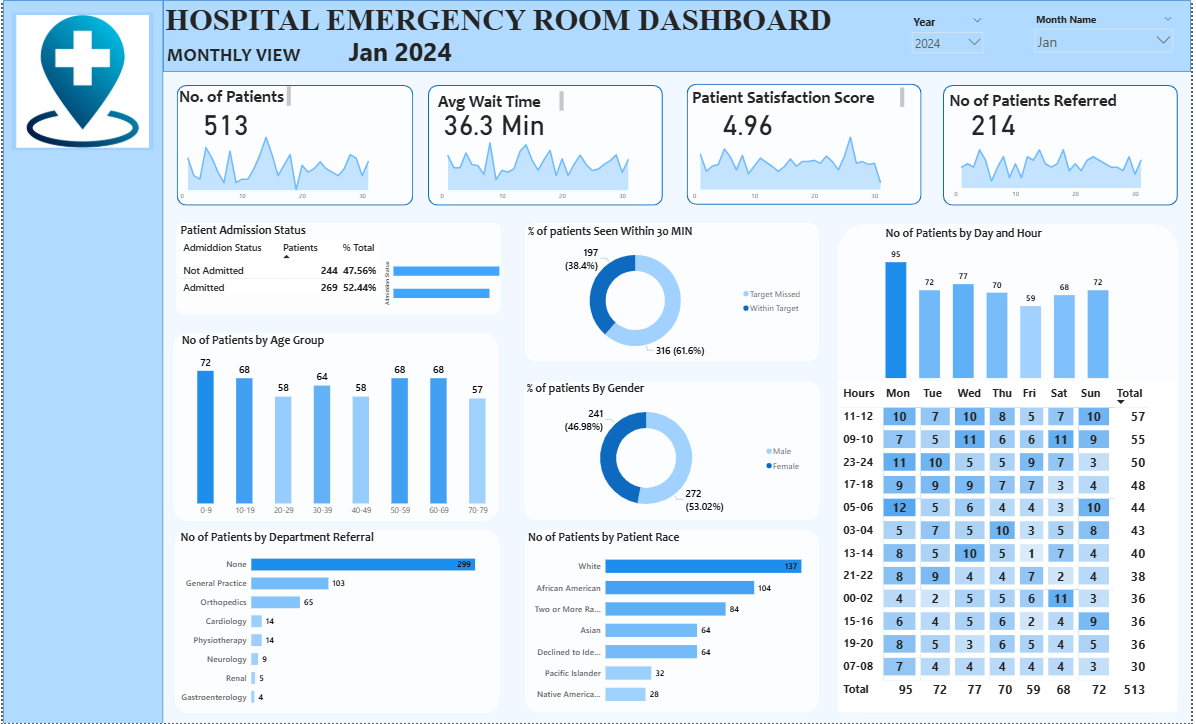 HOSPITAL EMERGENCY ROOM DASHBOARD
MONTHLY VIEW Jan 2024
Year
2024
Month Name
Jan
No. of Patients
513
0 10 20 30
Avg Wait Time
36.3 Min
0 10 20 30
Patient Satisfaction Score
4.96
0 10 20 30
No of Patients Referred
214
0 10 20 30
Patient Admission Status
Admiddion Status Patients % Total
Not Admitted 244 47.56%
Admitted 269 52.44%
Admiddion Status
% of patients Seen Within 30 MIN
197
(38.4%)
316 (61.6%)
Target Missed
Within Target
No of Patients by Age Group
72 68 58 64 58 68 68 57
0-9 10-19 20-29 30-39 40-49 50-59 60-69 70-79
% of patients By Gender
241
(46.98%)
272
(53.02%)
Male
Female
No of Patients by Department Referral
None 299
General Practice 103
Orthopedics 65
Cardiology 14
Physiotherapy 14
Neurology 9
Renal 5
Gastroenterology 4
No of Patients by Patient Race
White 137
African American 104
Two or More Ra... 84
Asian 64
Declined to Ide... 64
Pacific Islander 32
Native America... 28
No of Patients by Day and Hour
95 72 77 70 59 68 72
Hours Mon Tue Wed Thu Fri Sat Sun Total
11-12 10 7 10 8 5 7 10 57
09-10 7 5 11 6 6 11 9 55
23-24 11 10 5 5 9 7 3 50
17-18 9 9 9 7 7 3 4 48
05-06 12 5 6 4 4 3 10 44
03-04 5 7 5 10 3 5 8 43
13-14 8 5 10 5 1 7 4 40
21-22 8 9 4 4 7 2 4 38
00-02 4 2 5 5 6 11 3 36
15-16 6 4 5 6 2 4 9 36
19-20 8 5 3 6 5 4 5 36
07-08 7 4 4 4 4 4 3 30
Total 95 72 77 70 59 68 72 513